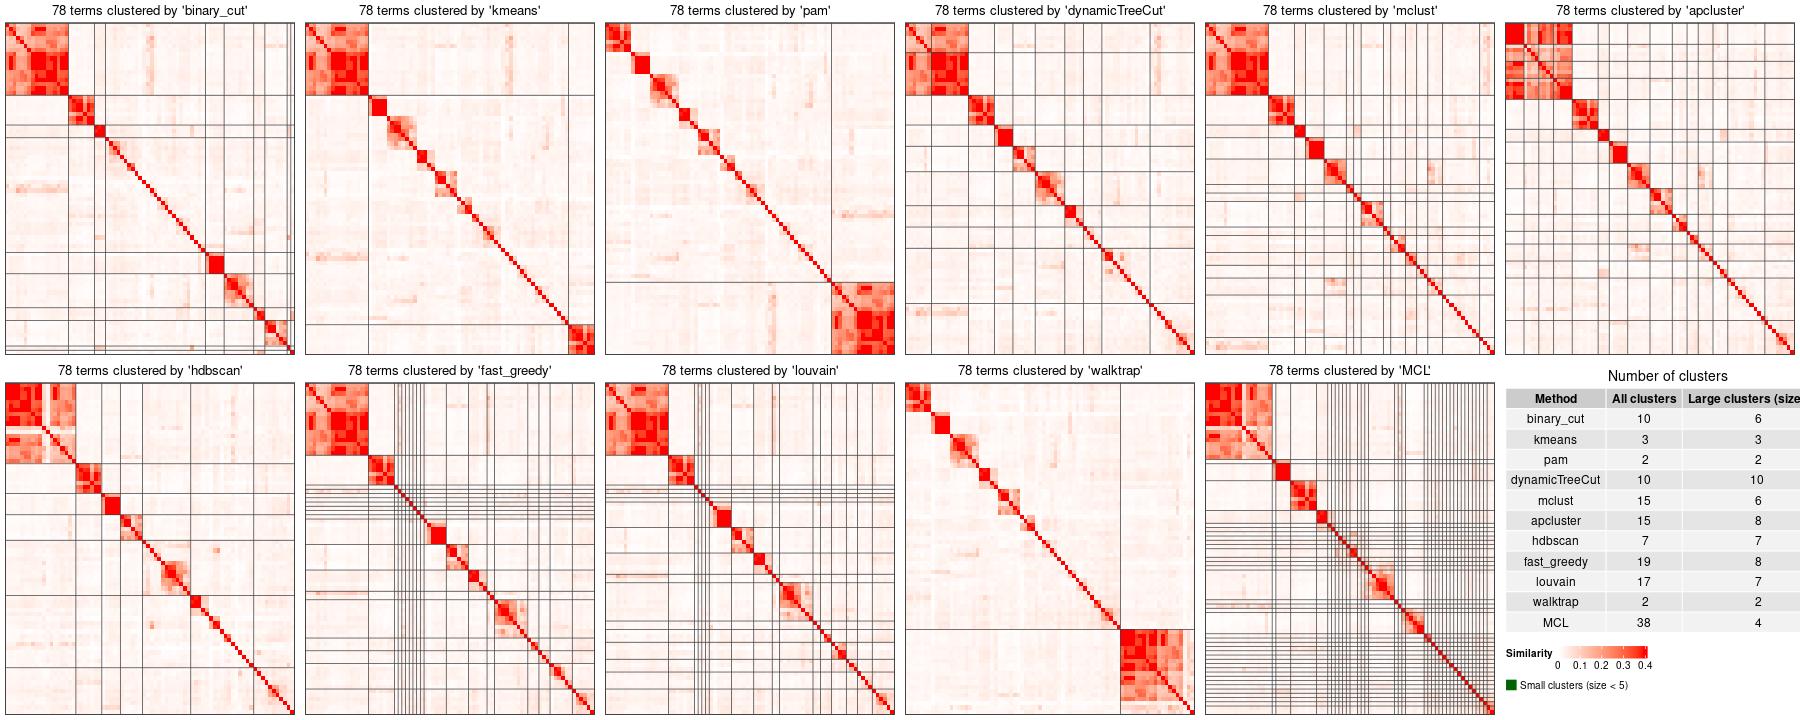 78 terms clustered by 'binary_cut'
78 terms clustered by 'kmeans'
78 terms clustered by 'pam'
78 terms clustered by 'dynamicTreeCut'
78 terms clustered by 'mclust'
78 terms clustered by 'apcluster'
78 terms clustered by 'hdbscan'
78 terms clustered by 'fast_greedy'
78 terms clustered by 'louvain'
78 terms clustered by 'walktrap'
78 terms clustered by 'MCL'
Number of clusters
Method All clusters Large clusters (size
binary_cut 10 6
kmeans 3 3
pam 2 2
dynamicTreeCut 10 10
mclust 15 6
apcluster 15 8
hdbscan 7 7
fast_greedy 19 8
louvain 17 7
walktrap 2 2
MCL 38 4
Similarity
0 0.1 0.2 0.3 0.4
Small clusters (size < 5)